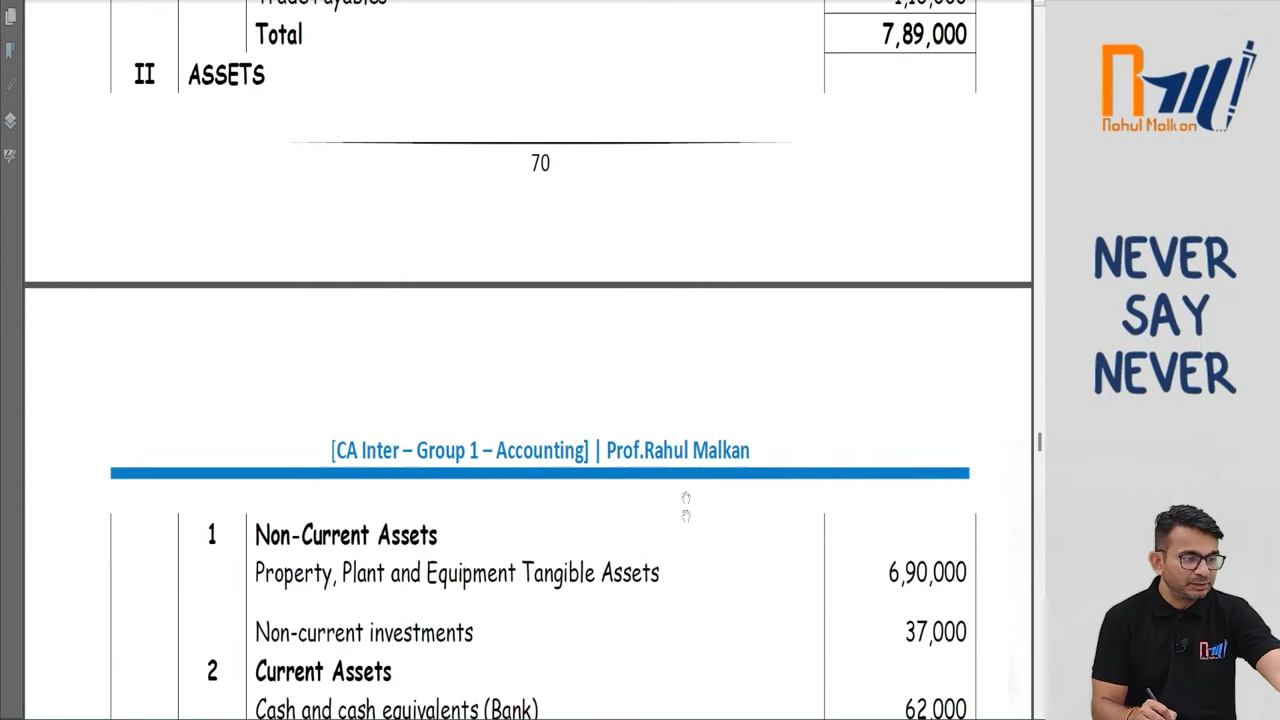 Trade Payables
Total 7,89,000
II ASSETS
70
[CA Inter – Group 1 – Accounting] | Prof.Rahul Malkan
1 Non-Current Assets
Property, Plant and Equipment Tangible Assets 6,90,000
Non-current investments 37,000
2 Current Assets
Cash and cash equivalents (Bank) 62,000
Rahul Malkan
NEVER
SAY
NEVER